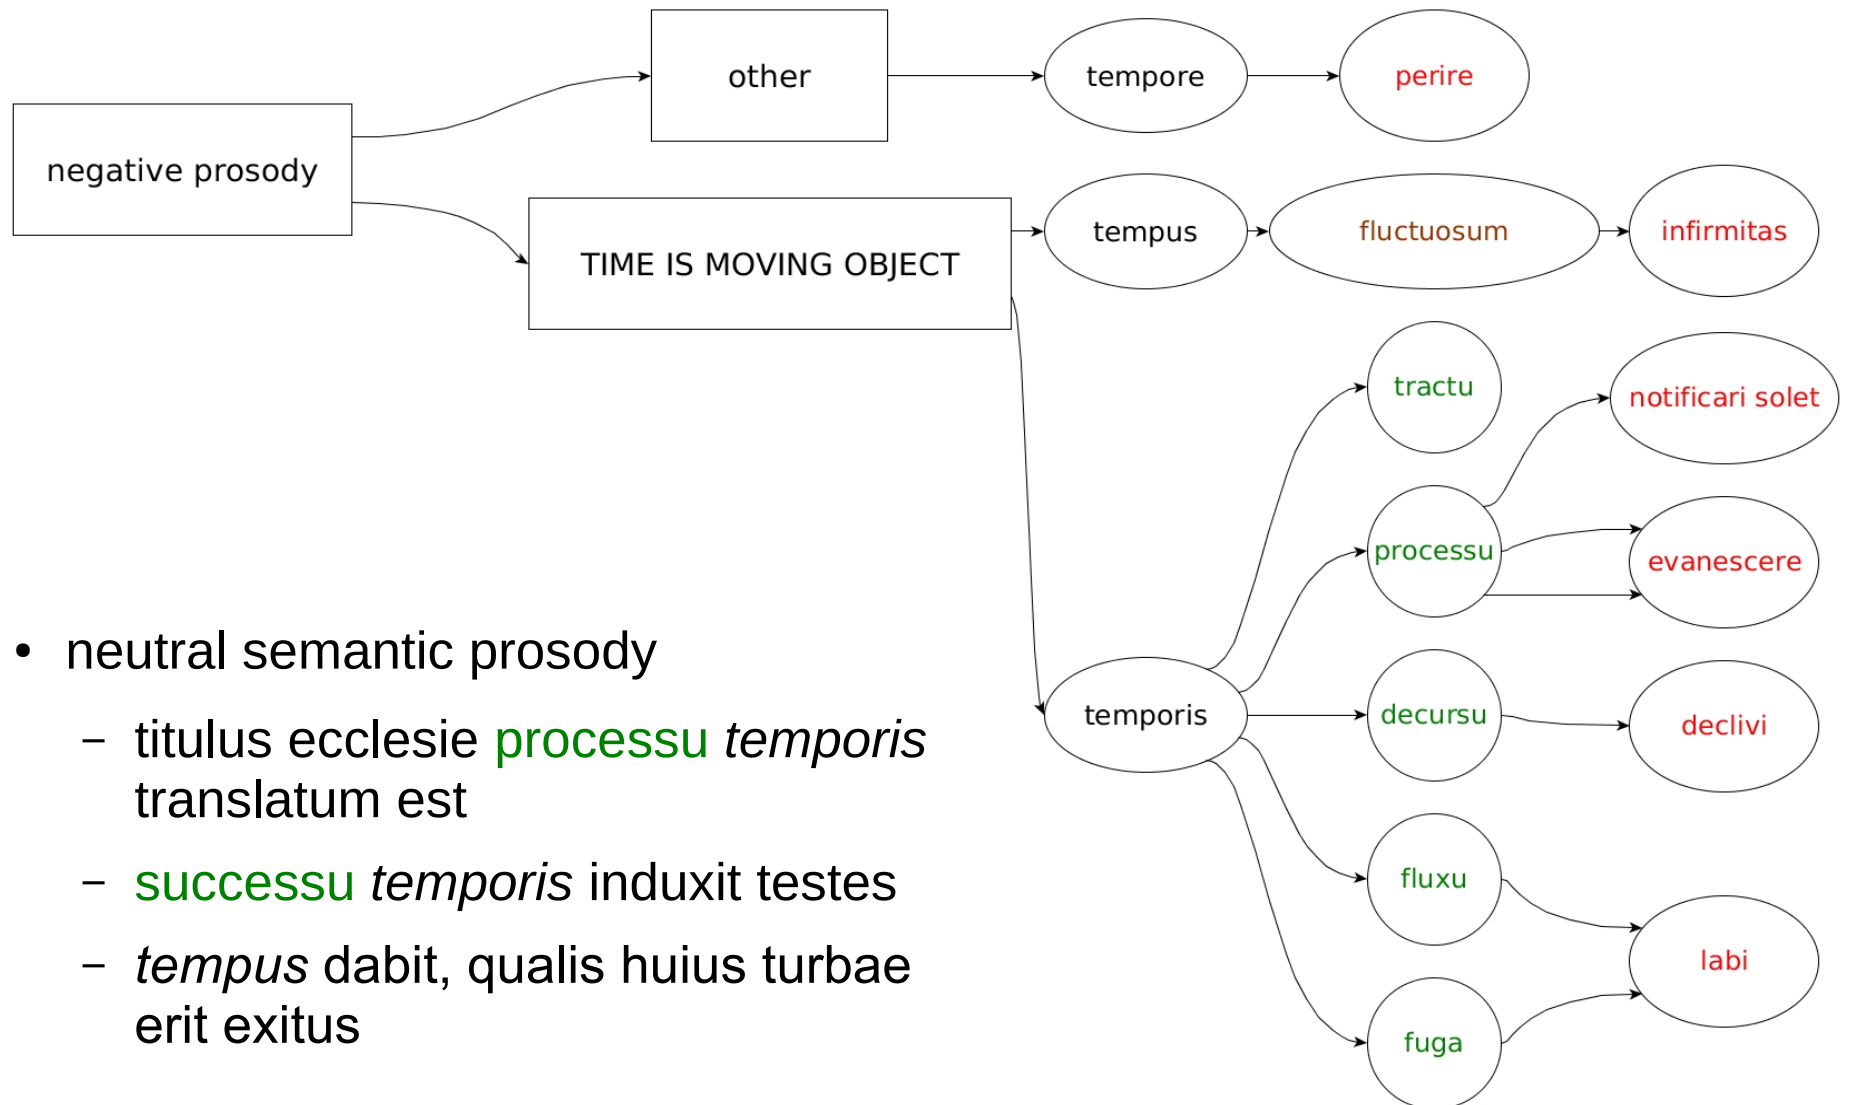 other
tempore
perire
negative prosody
tempus
fluctuosum
infirmitas
TIME IS MOVING OBJECT
tractu
notificari solet
processu
evanescere
temporis
decursu
declivi
fluxu
labi
fuga
• neutral semantic prosody
– titulus ecclesie processu temporis
translatum est
– successu temporis induxit testes
– tempus dabit, qualis huius turbae
erit exitus